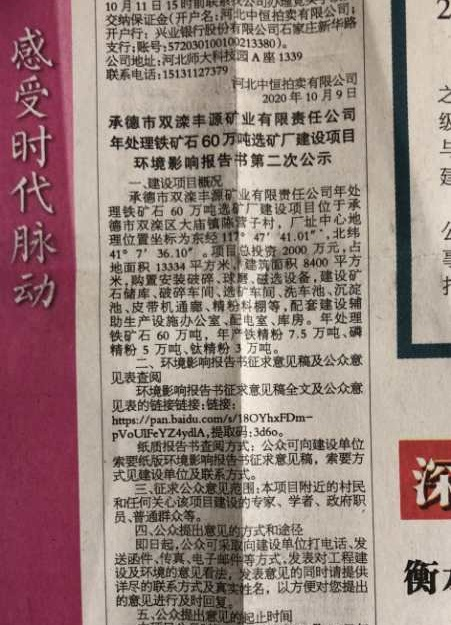 感受时代脉动
10月11日15时前联系我公司办理竞买手
交纳保证金(开户名:河北中恒拍卖有限公司;
开户行:兴业银行股份有限公司石家庄新华路
支行;账号:572030100100213380)。
公司地址:河北师大科技园A座1339
联系电话:15131127379
河北中恒拍卖有限公司
2020年10月9日
承德市双滦丰源矿业有限责任公司
年处理铁矿石60万吨选矿厂建设项目
环境影响报告书第二次公示
一、建设项目概况
承德市双滦丰源矿业有限责任公司年处
理铁矿石 60 万吨选矿厂建设项目位于承
德市双滦区大庙镇陈营子村,厂址中心地
理位置坐标为东经 117° 47′ 41.01″,北纬
41° 7′ 36.10″。项目总投资 2000 万元,占
地面积 13334 平方米,建筑面积 8400 平方
米,购置安装破碎、球磨、磁选设备,建设矿
石储库、破碎车间、选矿车间、洗车池、沉淀
池、皮带机通廊、精粉料棚等,配套建设辅
助生产设施办公室、配电室、库房。年处理
铁矿石 60 万吨,年产铁精粉 7.5 万吨、磷
精粉 5 万吨、钛精粉 3 万吨。
二、环境影响报告书征求意见稿及公众意
见表查阅
环境影响报告书征求意见稿全文及公众意
见表的链接链接:链接:
https://pan.baidu.com/s/18OYhxFDm-
pVoUlFeYZ4ydlA,提取码:3d6o。
纸质报告书查阅方式:公众可向建设单位
索要纸版环境影响报告书征求意见稿,索要方
式见建设单位及联系方式。
三、征求公众意见范围:本项目附近的村民
和任何关心该项目建设的专家、学者、政府职
员、普通群众等。
四、公众提出意见的方式和途径
即日起,公众可采取向建设单位打电话、发
送函件、传真、电子邮件等方式,发表对工程建
设及环境的意见看法,发表意见的同时请提供
详尽的联系方式及真实姓名,以方便对您提出
的意见进行及时回复。
五、公众提出意见的起止时间
2
之
级
与
建
公
事
深
衡水